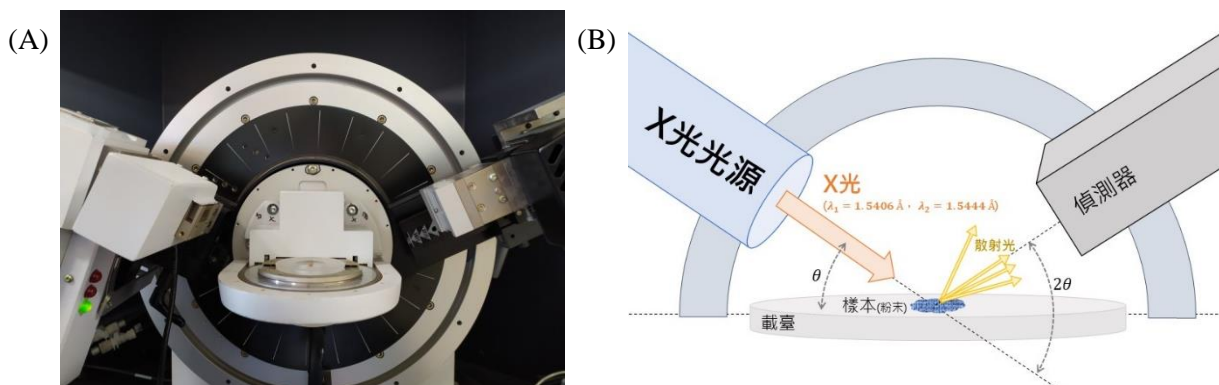 (A)
(B)
X光光源
X光
(λ₁ = 1.5406 Å , λ₂ = 1.5444 Å)
偵測器
散射光
θ
2θ
樣本(粉末)
載臺